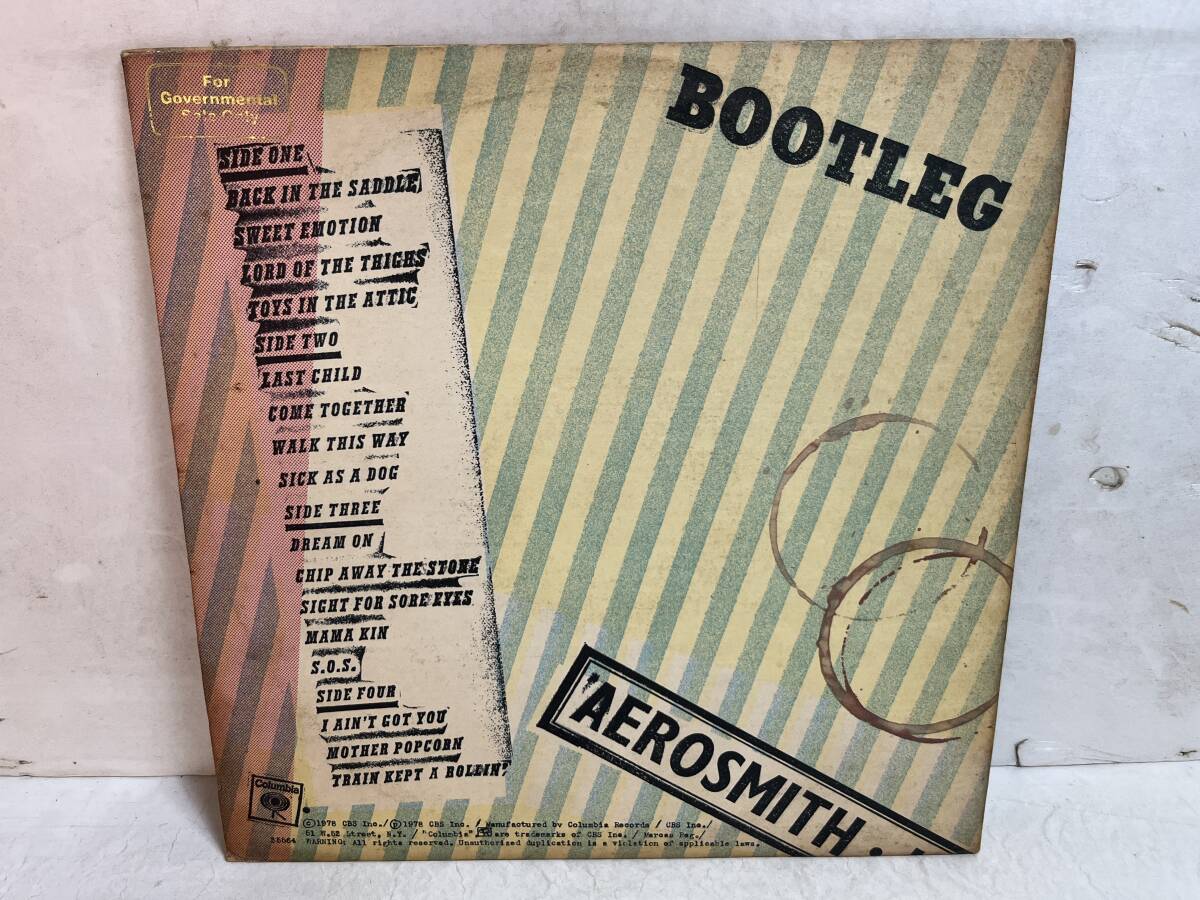 For
Governmental
Sale Only
BOOTLEG
SIDE ONE
BACK IN THE SADDLE
SWEET EMOTION
LORD OF THE THIGHS
TOYS IN THE ATTIC
SIDE TWO
LAST CHILD
COME TOGETHER
WALK THIS WAY
SICK AS A DOG
SIDE THREE
DREAM ON
CHIP AWAY THE STONE
SIGHT FOR SORE EYES
MAMA KIN
S.O.S.
SIDE FOUR
I AIN'T GOT YOU
MOTHER POPCORN
TRAIN KEPT A ROLLIN'
AEROSMITH
Columbia
35564
©1978 CBS Inc./ ℗1978 CBS Inc. / Manufactured by Columbia Records / CBS Inc./
51 W.52 Street, N.Y. / "Columbia" are trademarks of CBS Inc. / Marcas Reg./
WARNING: All rights reserved. Unauthorized duplication is a violation of applicable laws.